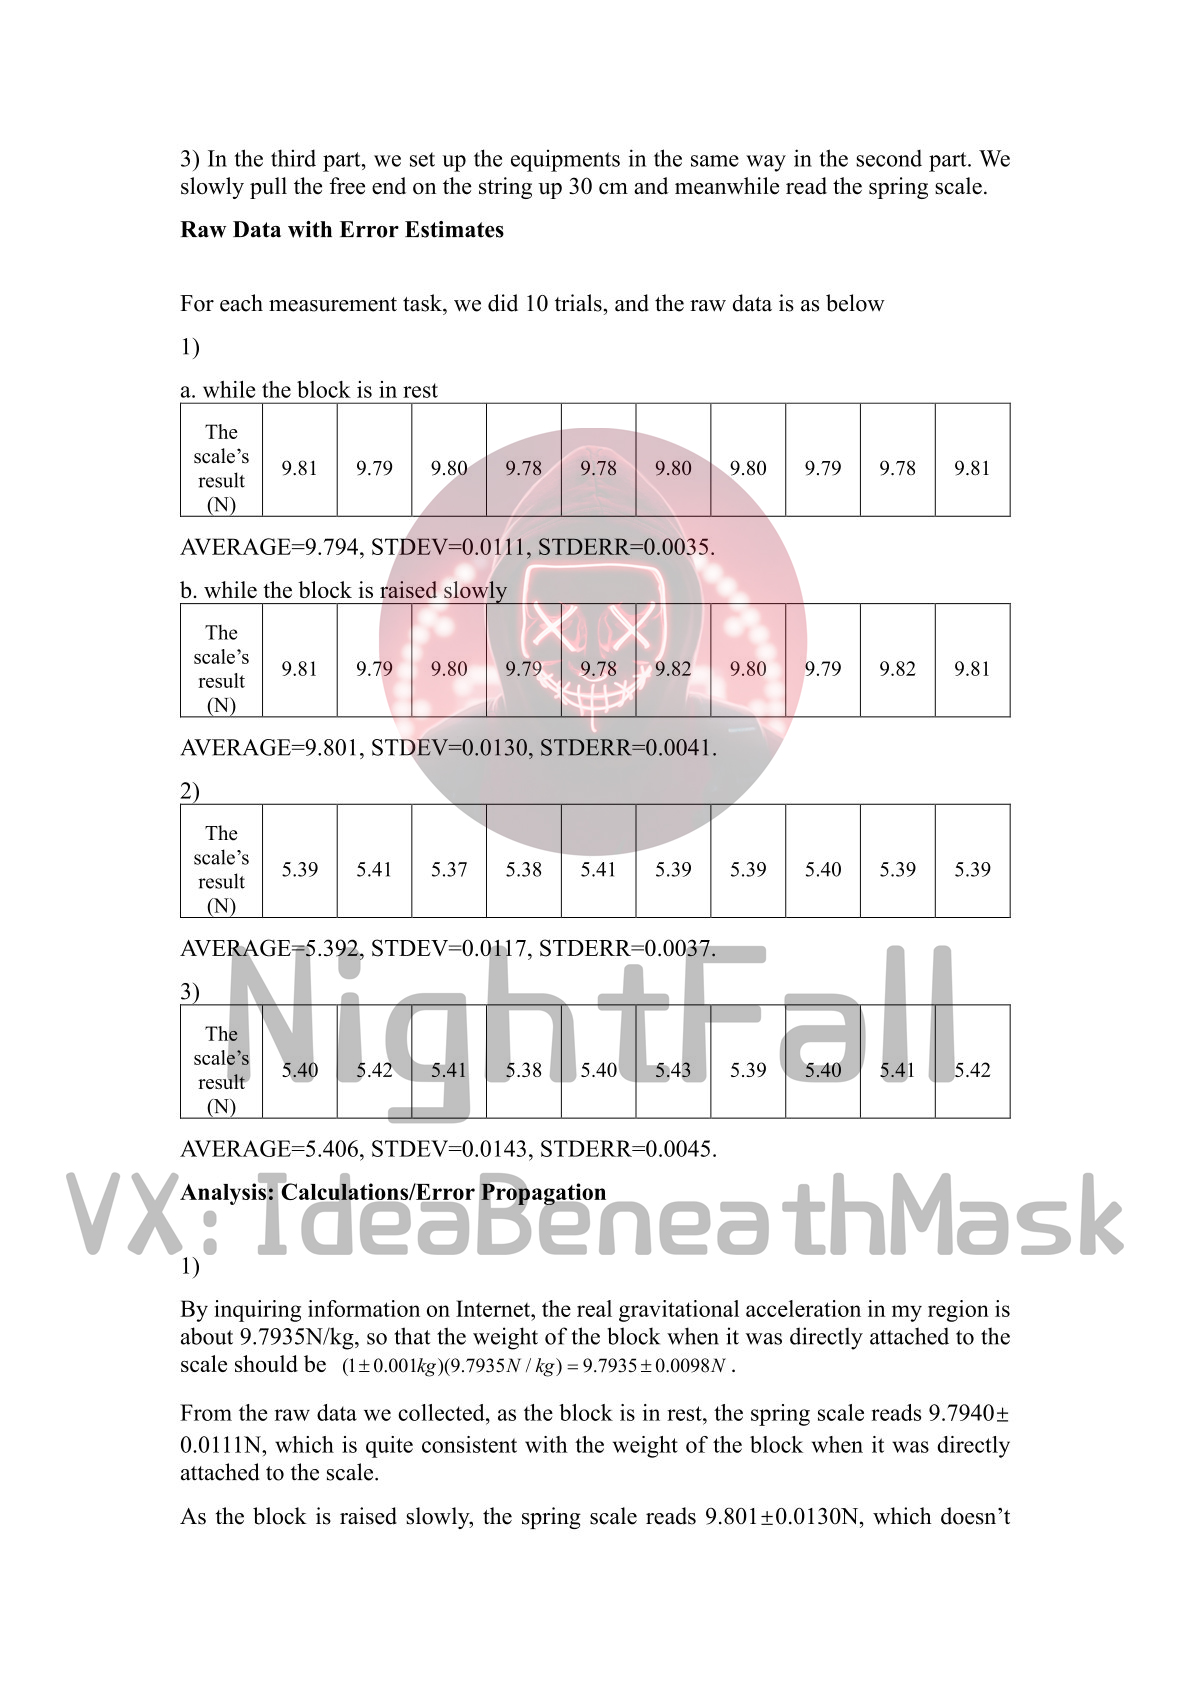 3) In the third part, we set up the equipments in the same way in the second part. We
slowly pull the free end on the string up 30 cm and meanwhile read the spring scale.
Raw Data with Error Estimates
For each measurement task, we did 10 trials, and the raw data is as below
1)
a. while the block is in rest
The
scale’s
result
(N)
9.81 9.79 9.80 9.78 9.78 9.80 9.80 9.79 9.78 9.81
AVERAGE=9.794, STDEV=0.0111, STDERR=0.0035.
b. while the block is raised slowly
The
scale’s
result
(N)
9.81 9.79 9.80 9.79 9.78 9.82 9.80 9.79 9.82 9.81
AVERAGE=9.801, STDEV=0.0130, STDERR=0.0041.
2)
The
scale’s
result
(N)
5.39 5.41 5.37 5.38 5.41 5.39 5.39 5.40 5.39 5.39
AVERAGE=5.392, STDEV=0.0117, STDERR=0.0037.
NightFall
3)
The
scale’s
result
(N)
5.40 5.42 5.41 5.38 5.40 5.43 5.39 5.40 5.41 5.42
AVERAGE=5.406, STDEV=0.0143, STDERR=0.0045.
Analysis: Calculations/Error Propagation
VX: IdeaBeneathMask
1)
By inquiring information on Internet, the real gravitational acceleration in my region is
about 9.7935N/kg, so that the weight of the block when it was directly attached to the
scale should be (1±0.001kg)(9.7935N / kg) = 9.7935±0.0098N .
From the raw data we collected, as the block is in rest, the spring scale reads 9.7940±
0.0111N, which is quite consistent with the weight of the block when it was directly
attached to the scale.
As the block is raised slowly, the spring scale reads 9.801±0.0130N, which doesn’t